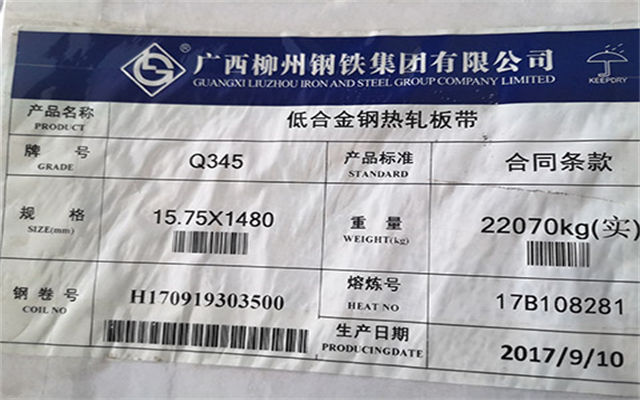 广西柳州钢铁集团有限公司
GUANGXI LIUZHOU IRON AND STEEL GROUP COMPANY LIMITED
KEEPDRY
产品名称 低合金钢热轧板带
PRODUCT
牌号 Q345 产品标准 合同条款
GRADE STANDARD
规格 15.75X1480 重量 22070kg(实)
SIZE(mm) WEIGHT(kg)
钢卷号 H170919303500 熔炼号 17B108281
COIL NO HEAT NO
生产日期 2017/9/10
PRODUCINGDATE